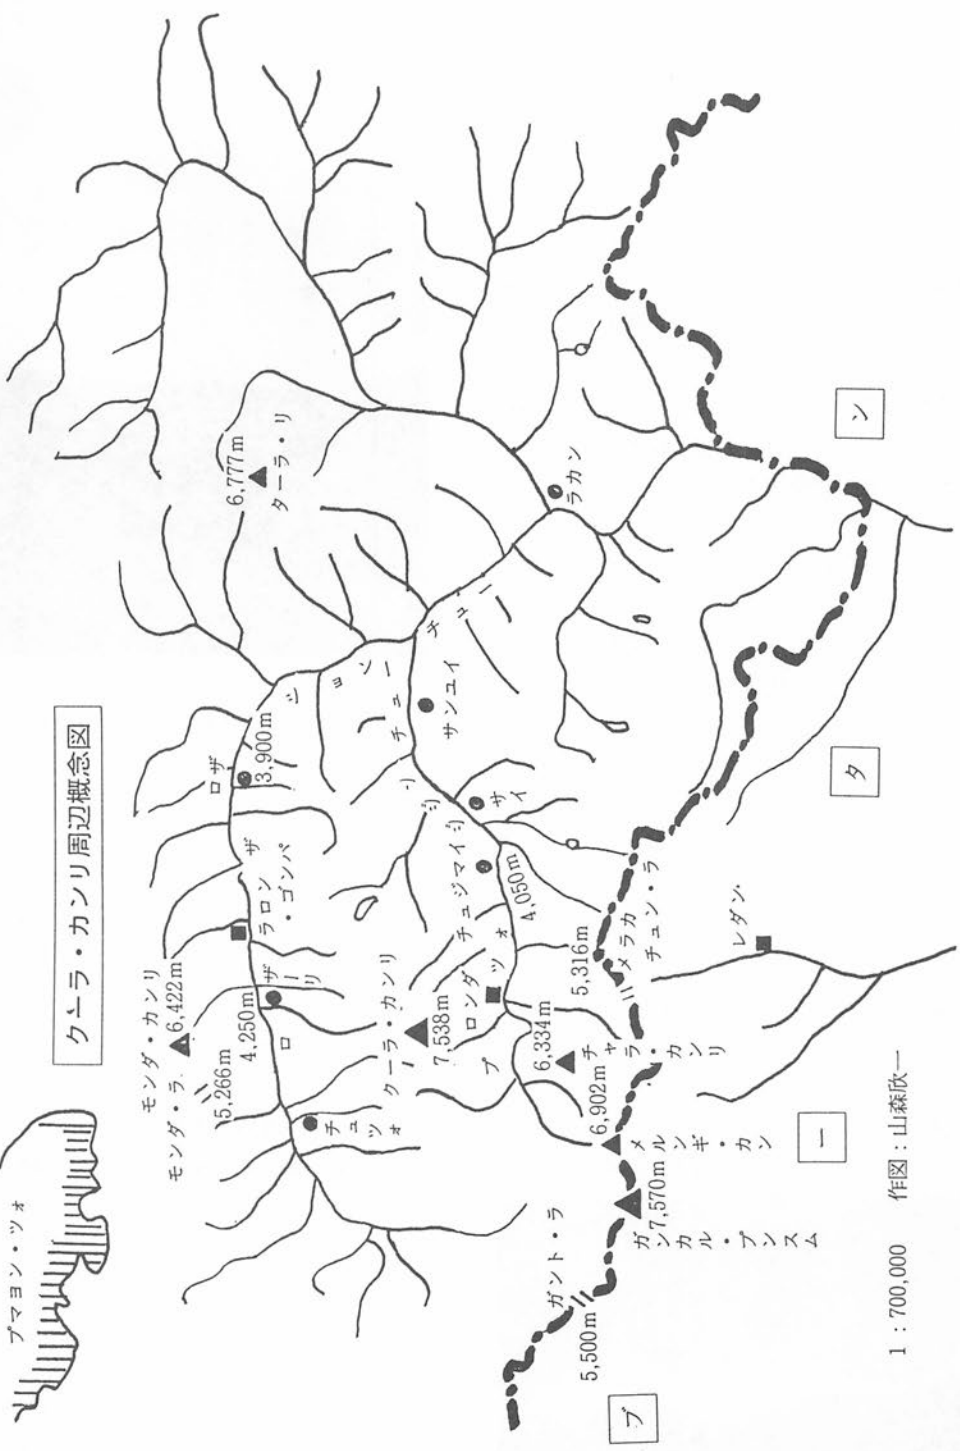 クーラ・カンリ周辺概念図
プマヨン・ツォ
モンダ・カンリ
6,422m
モンダ・ラ
5,266m
4,250m
ロ
ザーリ
チュツォ
ラロン
・ゴンパ
ザ
ロザ
3,900m
ション
チュー
ターラ・リ
6,777m
ラカン
チュー
サンユイ
サイ
チュジマイ
4,050m
クーラ・カンリ
7,538m
ロンダ
ツォ
プ
6,334m
チャラ・カンリ
5,316m
メラカ
チュン・ラ
レダン
6,902m
メルンギ・カン
7,570m
ガンカル・プンスム
ガント・ラ
5,500m
ブ
ー
タ
ン
1：700,000
作図：山森欣一